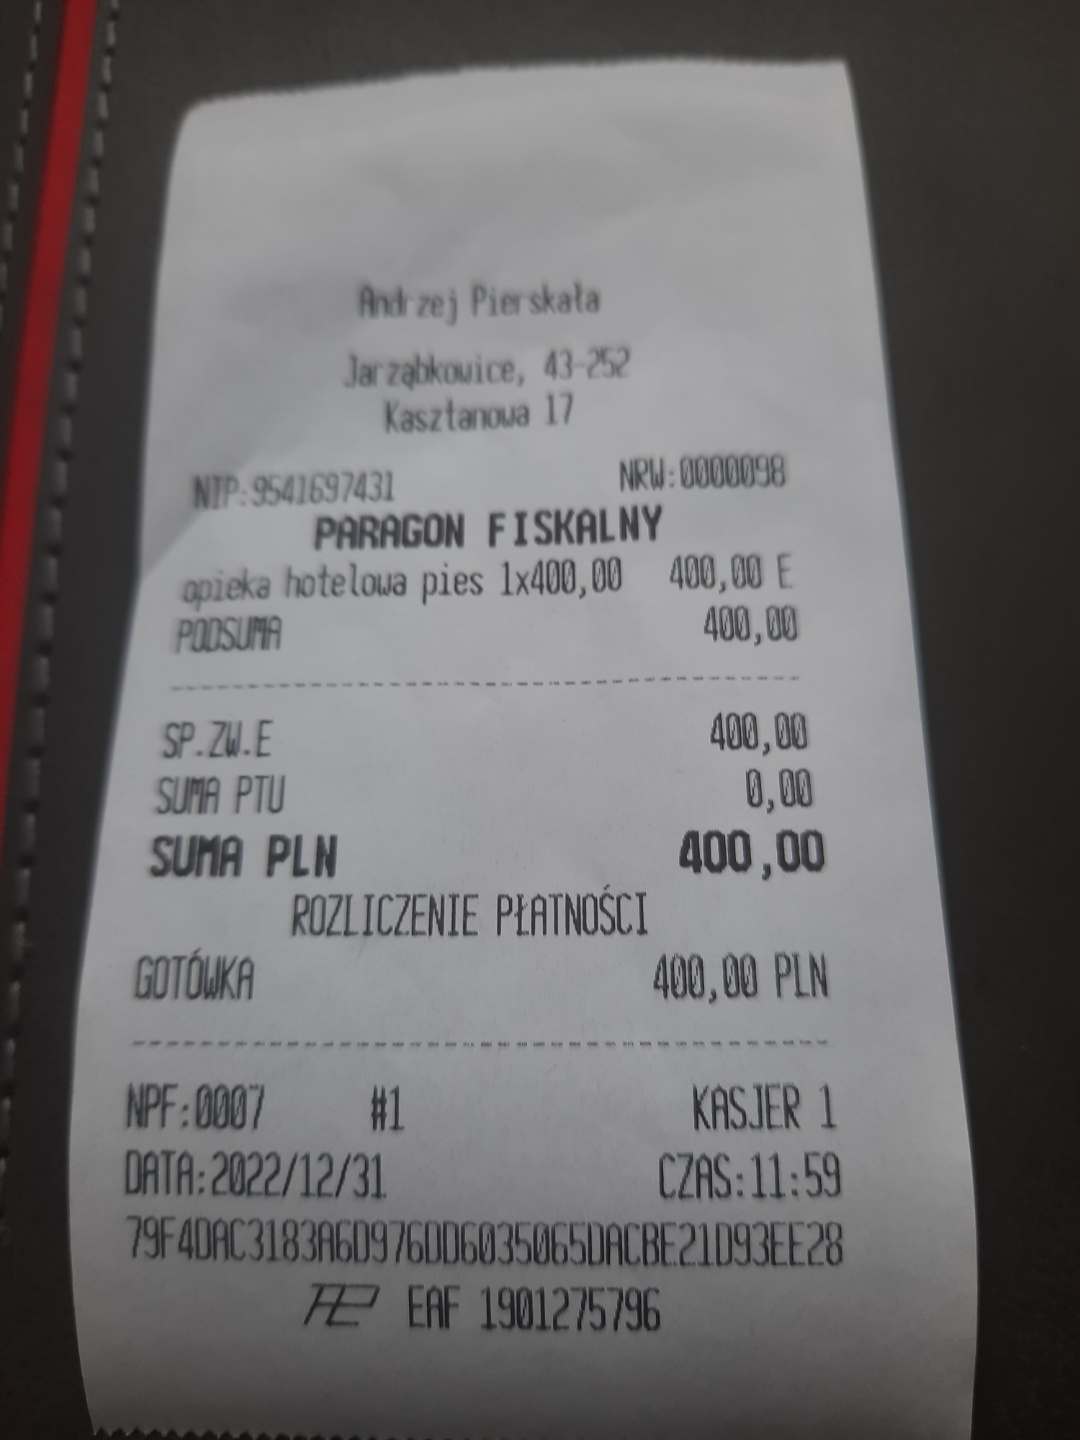 Andrzej Pierskała
Jarząbkowice, 43-252
Kasztanowa 17
NIP:9541697431 NRW:0000098
PARAGON FISKALNY
opieka hotelowa pies 1x400,00 400,00 E
PODSUMA 400,00
SP.ZW.E 400,00
SUMA PTU 0,00
SUMA PLN 400,00
ROZLICZENIE PŁATNOŚCI
GOTÓWKA 400,00 PLN
NPF:0007 #1 KASJER 1
DATA:2022/12/31 CZAS:11:59
79F4DAC3183A6D976DD6035065DACBE21D93EE28
EAF 1901275796